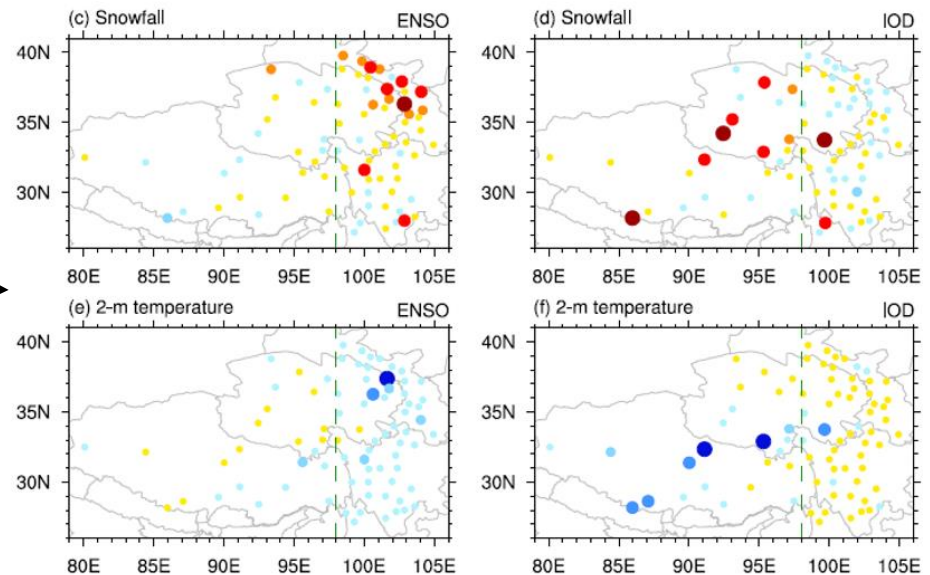 (c) Snowfall ENSO
(d) Snowfall IOD
40N 40N
35N 35N
30N 30N
80E 85E 90E 95E 100E 105E 80E 85E 90E 95E 100E 105E
(e) 2-m temperature ENSO
(f) 2-m temperature IOD
40N 40N
35N 35N
30N 30N
80E 85E 90E 95E 100E 105E 80E 85E 90E 95E 100E 105E